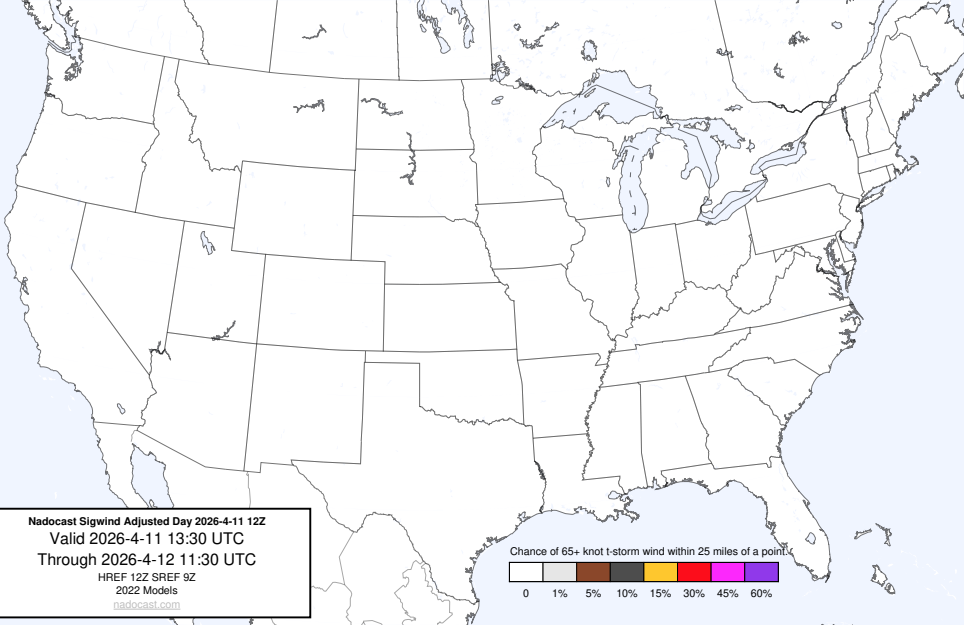 Nadocast Sigwind Adjusted Day 2026-4-11 12Z
Valid 2026-4-11 13:30 UTC
Through 2026-4-12 11:30 UTC
HREF 12Z SREF 9Z
2022 Models
nadocast.com
Chance of 65+ knot t-storm wind within 25 miles of a point.
0 1% 5% 10% 15% 30% 45% 60%